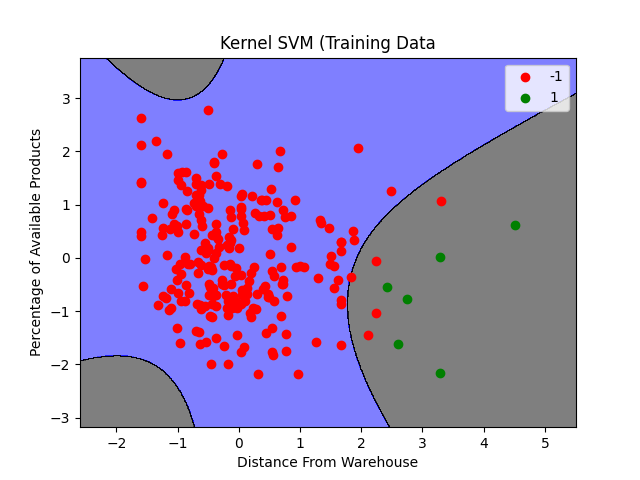 Kernel SVM (Training Data
-1
1
3
2
1
0
−1
−2
−3
Percentage of Available Products
−2 −1 0 1 2 3 4 5
Distance From Warehouse